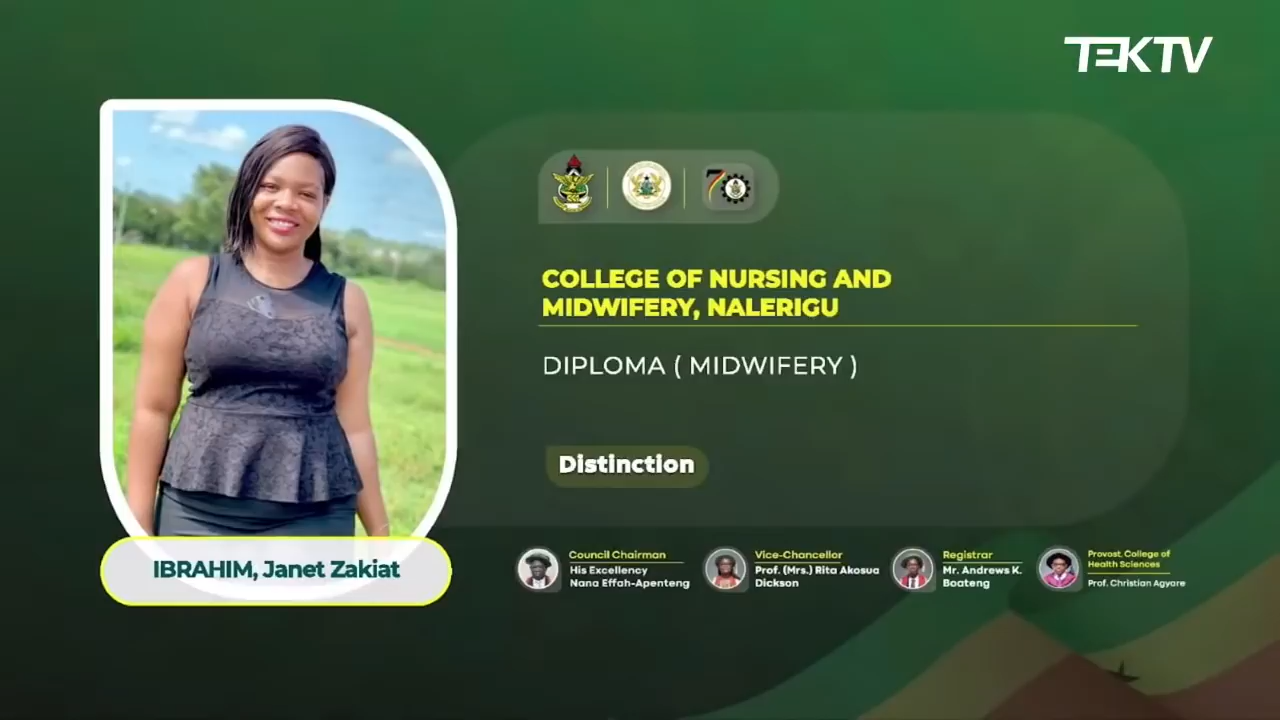 TEKTV
COLLEGE OF NURSING AND
MIDWIFERY, NALERIGU
DIPLOMA ( MIDWIFERY )
Distinction
IBRAHIM, Janet Zakiat
Council Chairman
His Excellency
Nana Effah-Apenteng
Vice-Chancellor
Prof. (Mrs.) Rita Akosua
Dickson
Registrar
Mr. Andrews K.
Boateng
Provost, College of
Health Sciences
Prof. Christian Agyare